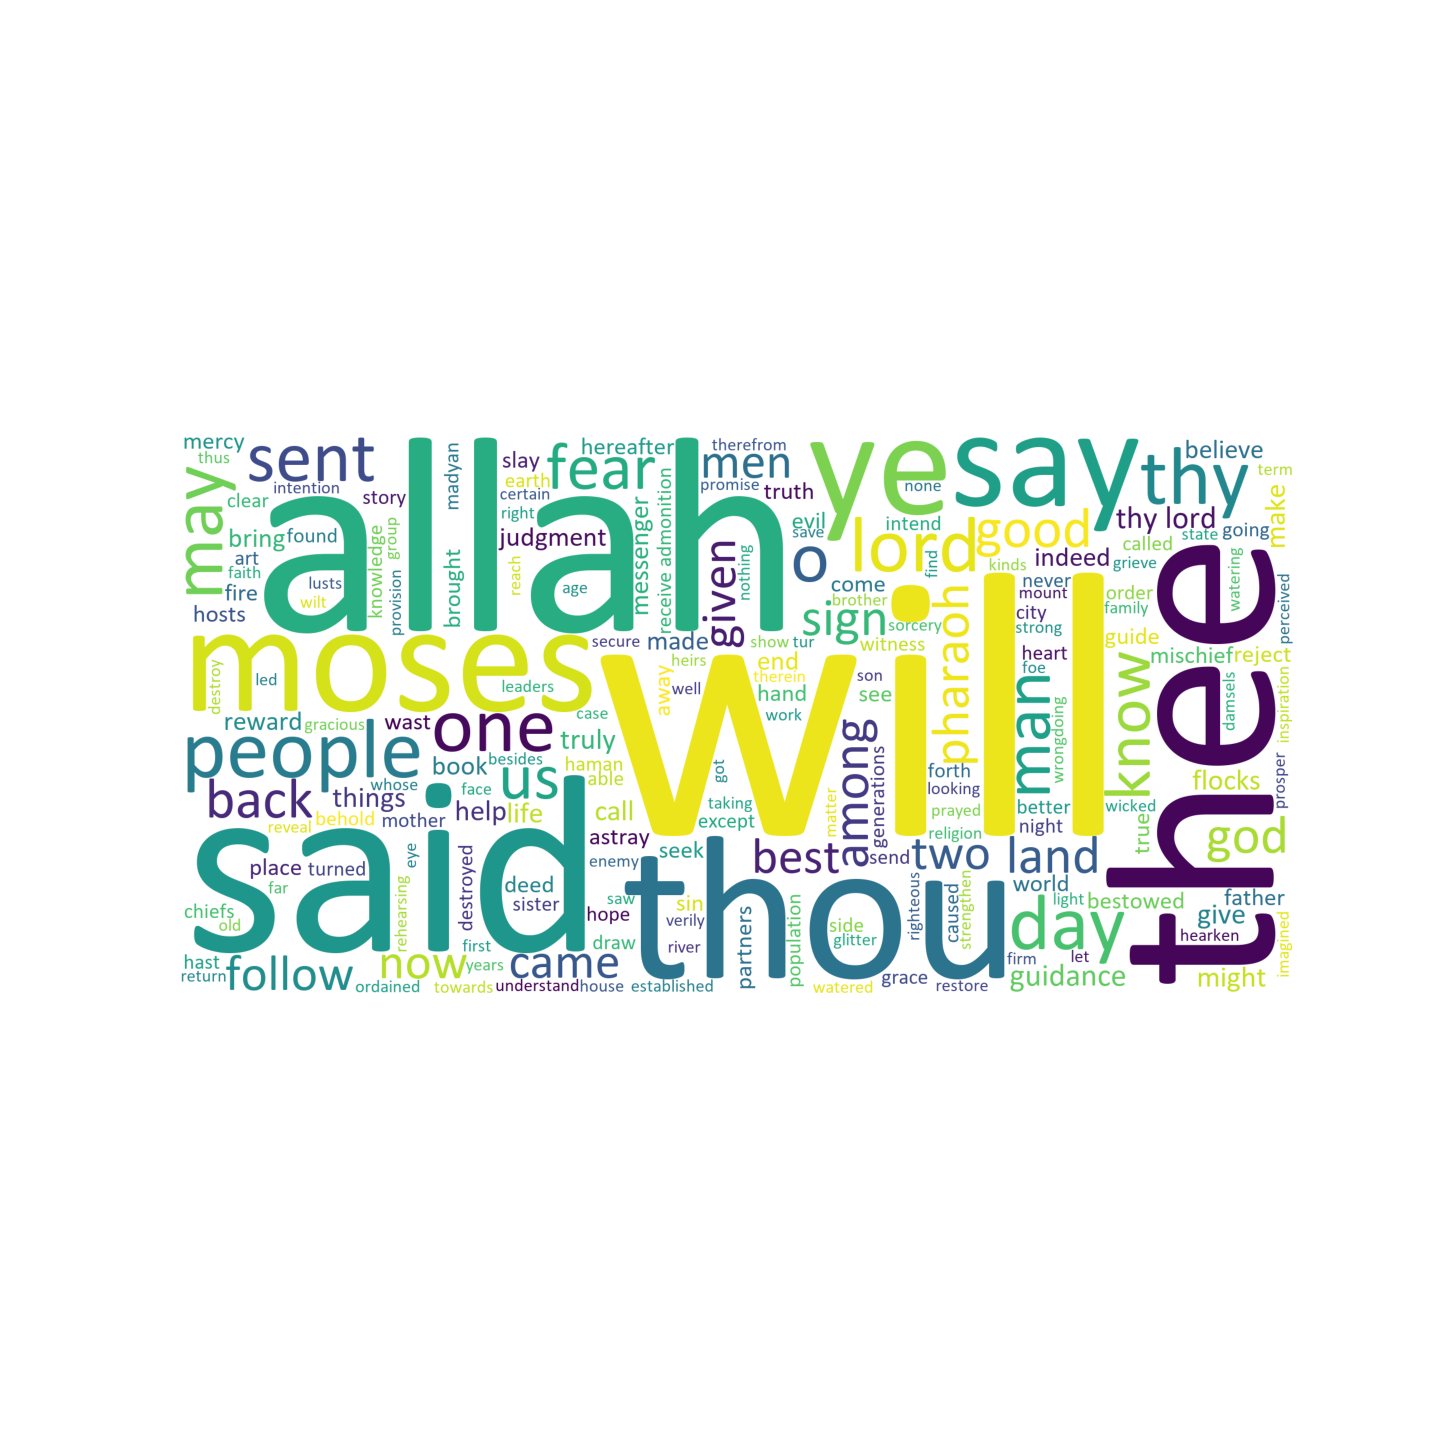 mercy
thus
sent
intention
clear
story
may
bring
found
art
faith
fire
lusts
wilt
hosts
allah
madyan
knowledge
group
provision
brought
slay
earth
certain
right
judgment
reach
age
fear
hereafter
messenger
receive admonition
men
therefrom
promise
truth
given
nothing
evil
save
o
ye
none
intend
say
thy
believe
term
lord
find
good
kinds
thy lord
indeed
called
state
going
make
grieve
watering
perceived
come
brother
sign
sorcery
witness
pharaoh
never
mount
city
strong
order
family
guide
heart
foe
mischief
reject
moses
destroy
led
leaders
secure
made
heirs
show
tur
end
therein
away
well
hand
work
son
see
will
thee
man
wrongdoing
know
damsels
inspiration
reward
gracious
wast
one
case
truly
people
whose
book
besides
us
haman
able
got
among
generations
forth
looking
better
night
wicked
true
flocks
prosper
back
things
reveal
behold
mother
face
help
life
call
taking
except
matter
prayed
religion
god
said
place
turned
far
eye
destroyed
rehearsing
astray
enemy
seek
best
send
two
land
world
light
bestowed
father
chiefs
old
deed
sister
saw
hope
sin
verily
thou
river
draw
partners
population
side
glitter
righteous
caused
strengthen
day
give
hearken
imagined
hast
return
follow
first
now
years
came
ordained
towards
understand
house
established
watered
grace
restore
firm
let
guidance
might